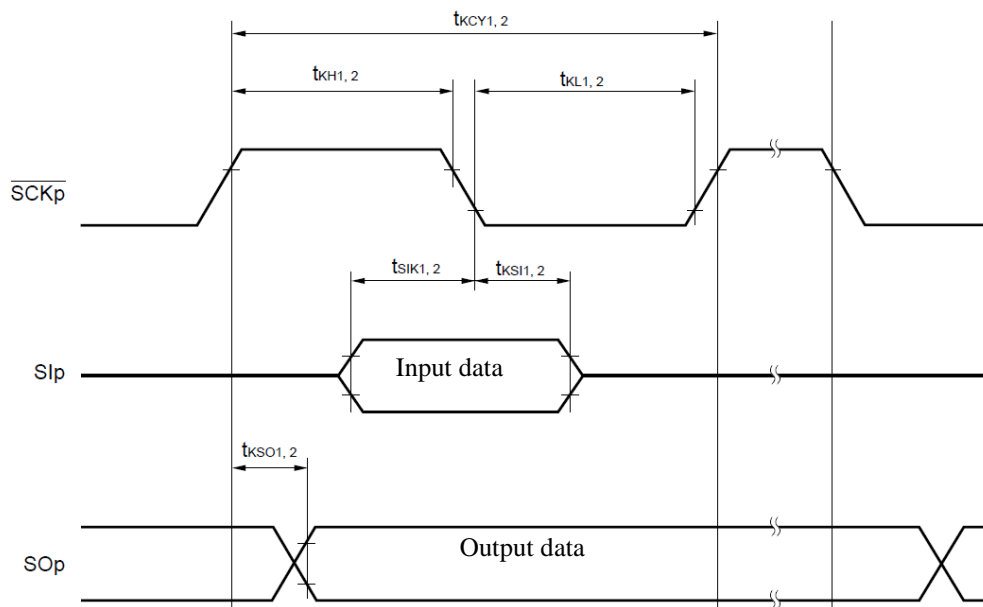 tKCY1, 2
tKH1, 2
tKL1, 2
SCKp
tSIK1, 2
tKSI1, 2
SIp
Input data
tKSO1, 2
SOp
Output data